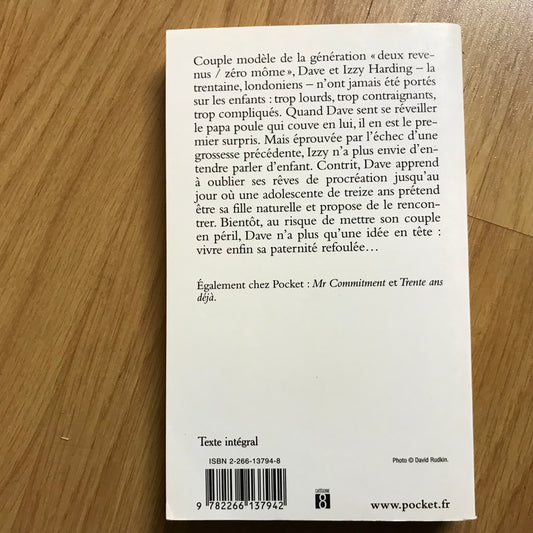 Couple modèle de la génération « deux reve-
nus / zéro môme », Dave et Izzy Harding – la
trentaine, londoniens – n'ont jamais été portés
sur les enfants : trop lourds, trop contraignants,
trop compliqués. Quand Dave sent se réveiller
le papa poule qui couve en lui, il en est le pre-
mier surpris. Mais éprouvée par l'échec d'une
grossesse précédente, Izzy n'a plus envie d'en-
tendre parler d'enfant. Contrit, Dave apprend
à oublier ses rêves de procréation jusqu'au
jour où une adolescente de treize ans prétend
être sa fille naturelle et propose de le rencon-
trer. Bientôt, au risque de mettre son couple
en péril, Dave n'a plus qu'une idée en tête :
vivre enfin sa paternité refoulée…
Également chez Pocket : Mr Commitment et Trente ans
déjà.
Texte intégral
ISBN 2-266-13794-8
Photo © David Rudkin.
9 782266 137942
CATÉGORIE
8
www.pocket.fr